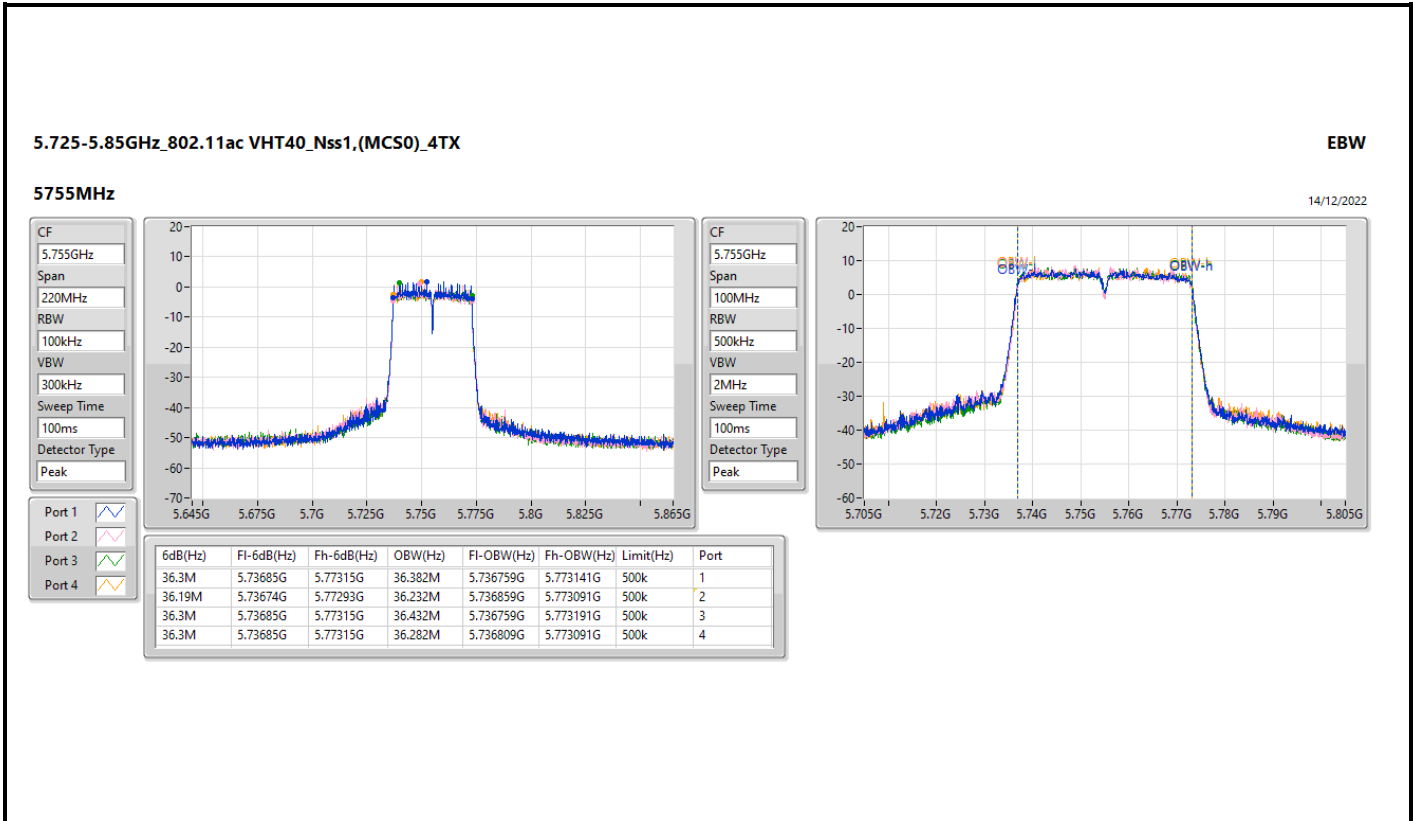 5.725-5.85GHz_802.11ac VHT40_Nss1,(MCS0)_4TX EBW
5755MHz 14/12/2022
CF
5.755GHz
Span
220MHz
RBW
100kHz
VBW
300kHz
Sweep Time
100ms
Detector Type
Peak
20
10
0
-10
-20
-30
-40
-50
-60
-70
5.645G 5.675G 5.7G 5.725G 5.75G 5.775G 5.8G 5.825G 5.865G
CF
5.755GHz
Span
100MHz
RBW
500kHz
VBW
2MHz
Sweep Time
100ms
Detector Type
Peak
20
10
0
-10
-20
-30
-40
-50
-60
OBW-l OBW-h
5.705G 5.72G 5.73G 5.74G 5.75G 5.76G 5.77G 5.78G 5.79G 5.805G
Port 1
Port 2
Port 3
Port 4
6dB(Hz) Fl-6dB(Hz) Fh-6dB(Hz) OBW(Hz) Fl-OBW(Hz) Fh-OBW(Hz) Limit(Hz) Port
36.3M 5.73685G 5.77315G 36.382M 5.736759G 5.773141G 500k 1
36.19M 5.73674G 5.77293G 36.232M 5.736859G 5.773091G 500k 2
36.3M 5.73685G 5.77315G 36.432M 5.736759G 5.773191G 500k 3
36.3M 5.73685G 5.77315G 36.282M 5.736809G 5.773091G 500k 4